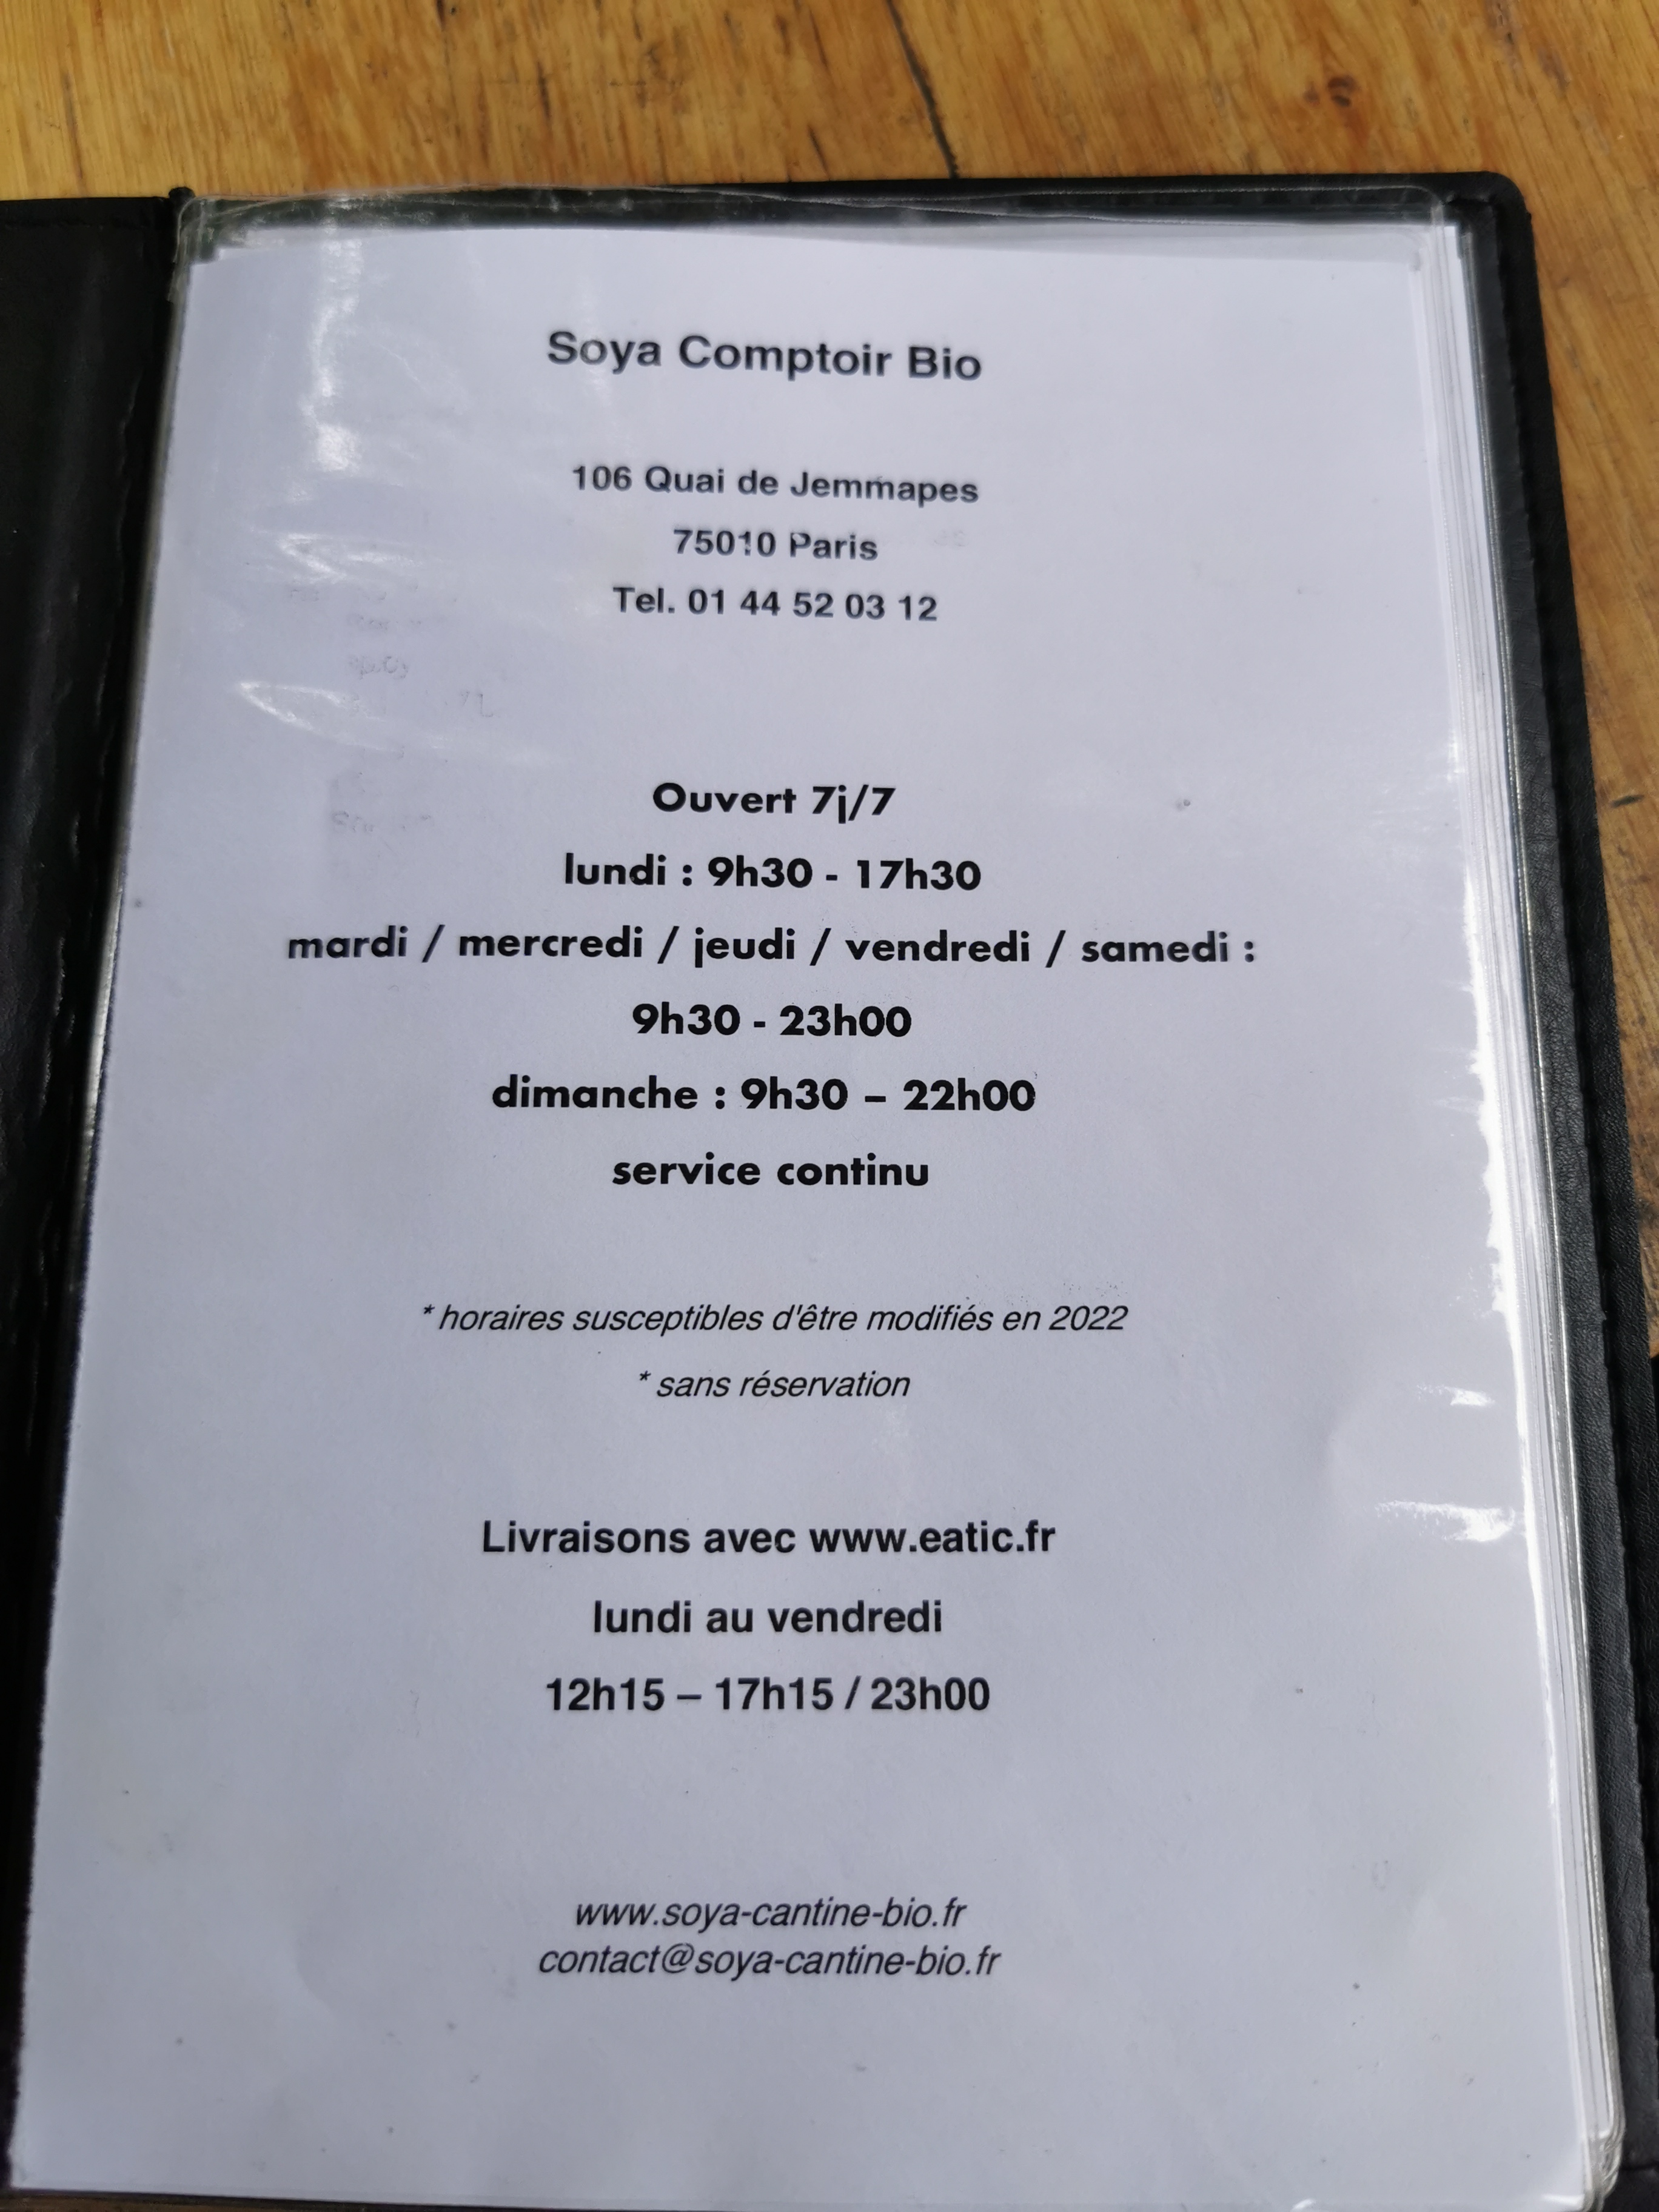 Soya Comptoir Bio
106 Quai de Jemmapes
75010 Paris
Tel. 01 44 52 03 12
Ouvert 7j/7
lundi : 9h30 - 17h30
mardi / mercredi / jeudi / vendredi / samedi :
9h30 - 23h00
dimanche : 9h30 – 22h00
service continu
* horaires susceptibles d'être modifiés en 2022
* sans réservation
Livraisons avec www.eatic.fr
lundi au vendredi
12h15 – 17h15 / 23h00
www.soya-cantine-bio.fr
contact@soya-cantine-bio.fr